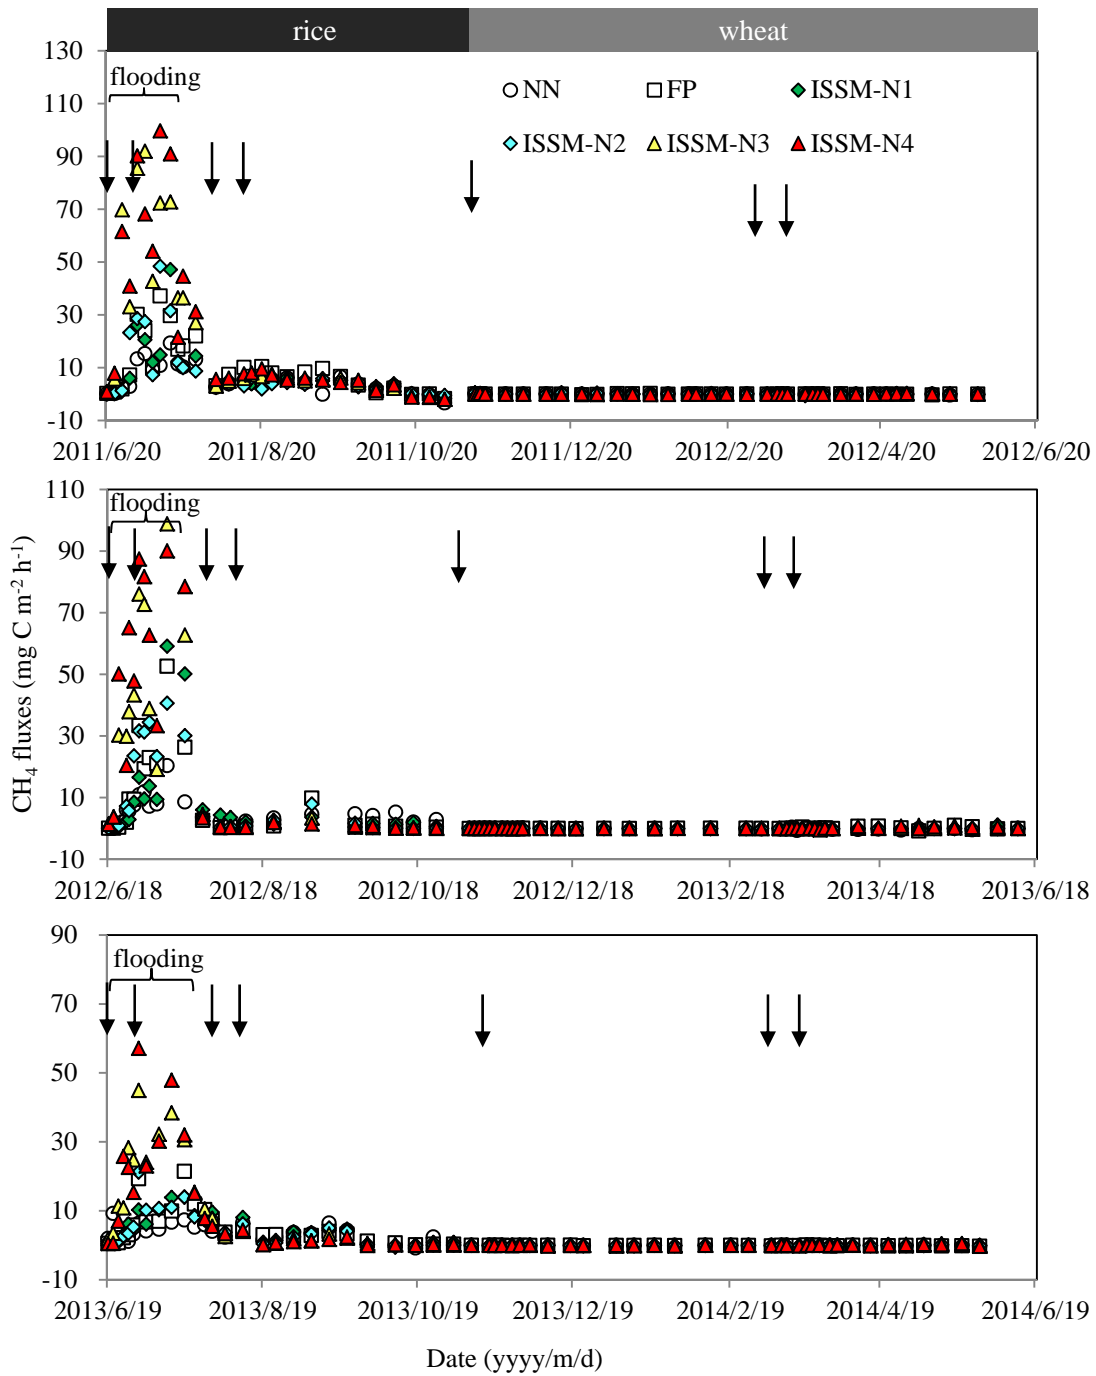 rice wheat
130
flooding
110
NN FP ISSM-N1
ISSM-N2 ISSM-N3 ISSM-N4
90
70
50
30
10
-10
2011/6/20 2011/8/20 2011/10/20 2011/12/20 2012/2/20 2012/4/20 2012/6/20
110
flooding
90
70
50
30
10
-10
2012/6/18 2012/8/18 2012/10/18 2012/12/18 2013/2/18 2013/4/18 2013/6/18
CH4 fluxes (mg C m-2 h-1)
90
flooding
70
50
30
10
-10
2013/6/19 2013/8/19 2013/10/19 2013/12/19 2014/2/19 2014/4/19 2014/6/19
Date (yyyy/m/d)